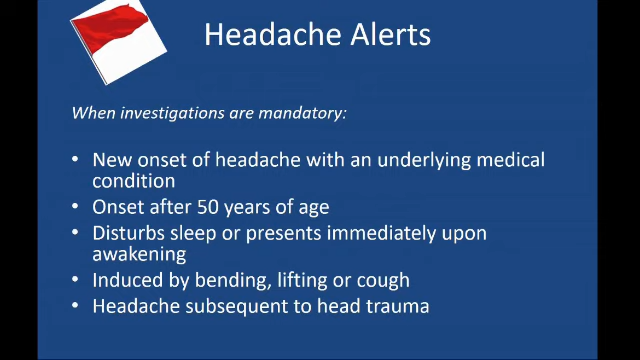 Headache Alerts
When investigations are mandatory:
• New onset of headache with an underlying medical
condition
• Onset after 50 years of age
• Disturbs sleep or presents immediately upon
awakening
• Induced by bending, lifting or cough
• Headache subsequent to head trauma